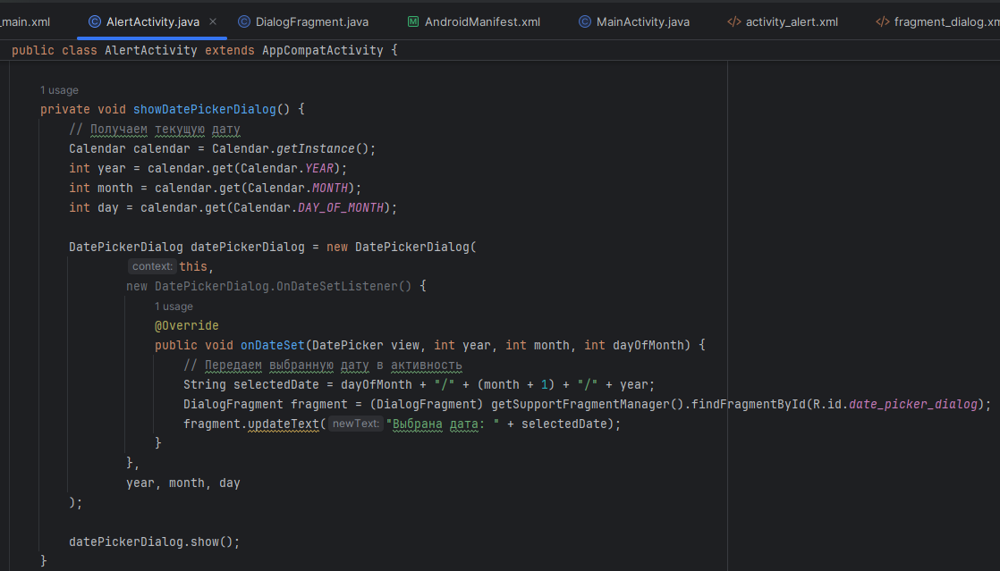 _main.xml AlertActivity.java DialogFragment.java AndroidManifest.xml MainActivity.java activity_alert.xml fragment_dialog.xm
public class AlertActivity extends AppCompatActivity {
1 usage
private void showDatePickerDialog() {
// Получаем текущую дату
Calendar calendar = Calendar.getInstance();
int year = calendar.get(Calendar.YEAR);
int month = calendar.get(Calendar.MONTH);
int day = calendar.get(Calendar.DAY_OF_MONTH);
DatePickerDialog datePickerDialog = new DatePickerDialog(
context: this,
new DatePickerDialog.OnDateSetListener() {
1 usage
@Override
public void onDateSet(DatePicker view, int year, int month, int dayOfMonth) {
// Передаем выбранную дату в активность
String selectedDate = dayOfMonth + "/" + (month + 1) + "/" + year;
DialogFragment fragment = (DialogFragment) getSupportFragmentManager().findFragmentById(R.id.date_picker_dialog);
fragment.updateText( newText: "Выбрана дата: " + selectedDate);
}
},
year, month, day
);
datePickerDialog.show();
}